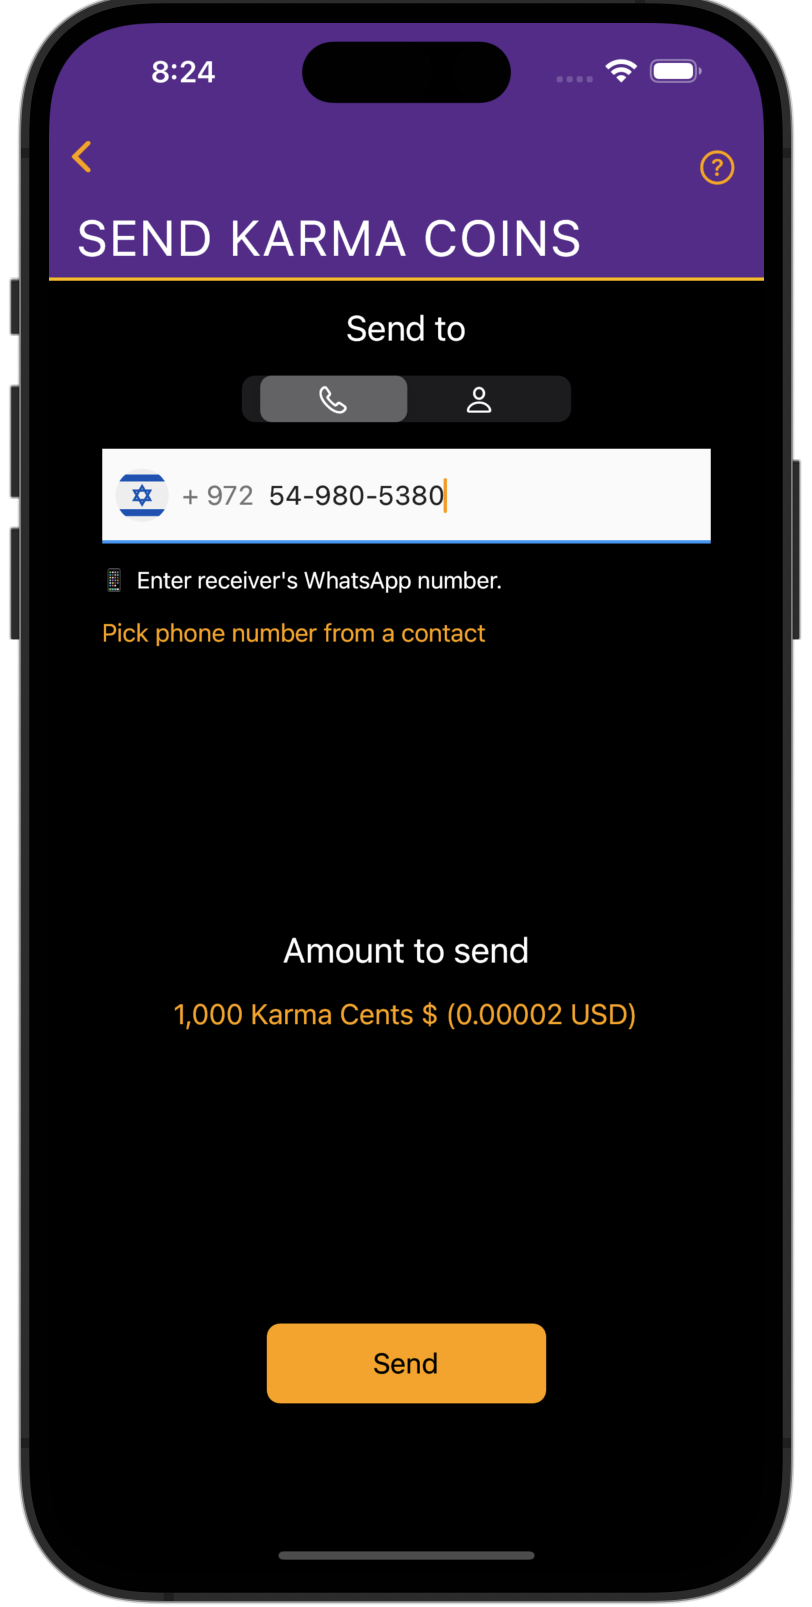 8:24
?
SEND KARMA COINS
Send to
+ 972 54-980-5380
Enter receiver's WhatsApp number.
Pick phone number from a contact
Amount to send
1,000 Karma Cents $ (0.00002 USD)
Send